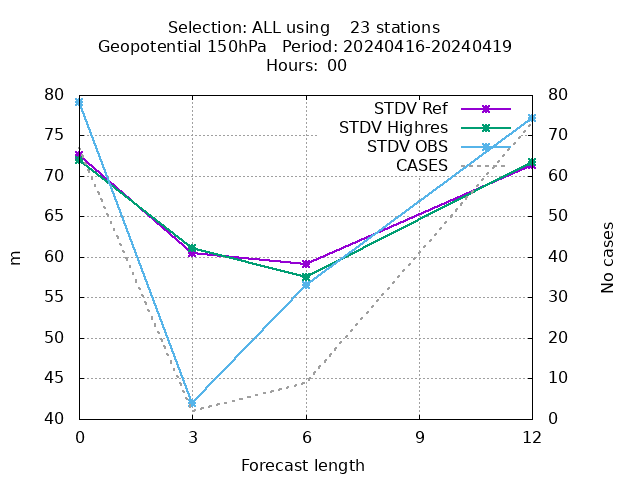 Selection: ALL using    23 stations
Geopotential 150hPa   Period: 20240416-20240419
Hours:  00
80 80
STDV Ref
STDV Highres
75 70
STDV OBS
CASES
70 60
65 50
60 40
m
No cases
55 30
50 20
45 10
40 0
0 3 6 9 12
Forecast length